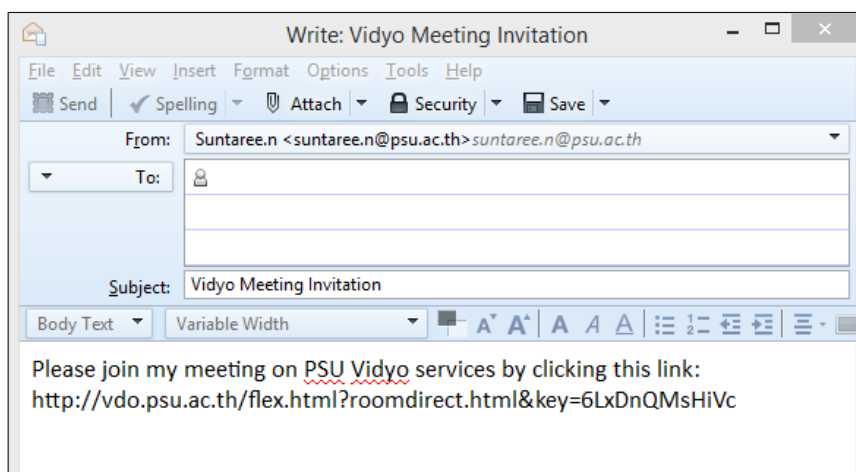 Write: Vidyo Meeting Invitation
File Edit View Insert Format Options Tools Help
Send Spelling Attach Security Save
From: Suntaree.n <suntaree.n@psu.ac.th> suntaree.n@psu.ac.th
To:
Subject: Vidyo Meeting Invitation
Body Text Variable Width
Please join my meeting on PSU Vidyo services by clicking this link:
http://vdo.psu.ac.th/flex.html?roomdirect.html&key=6LxDnQMsHiVc